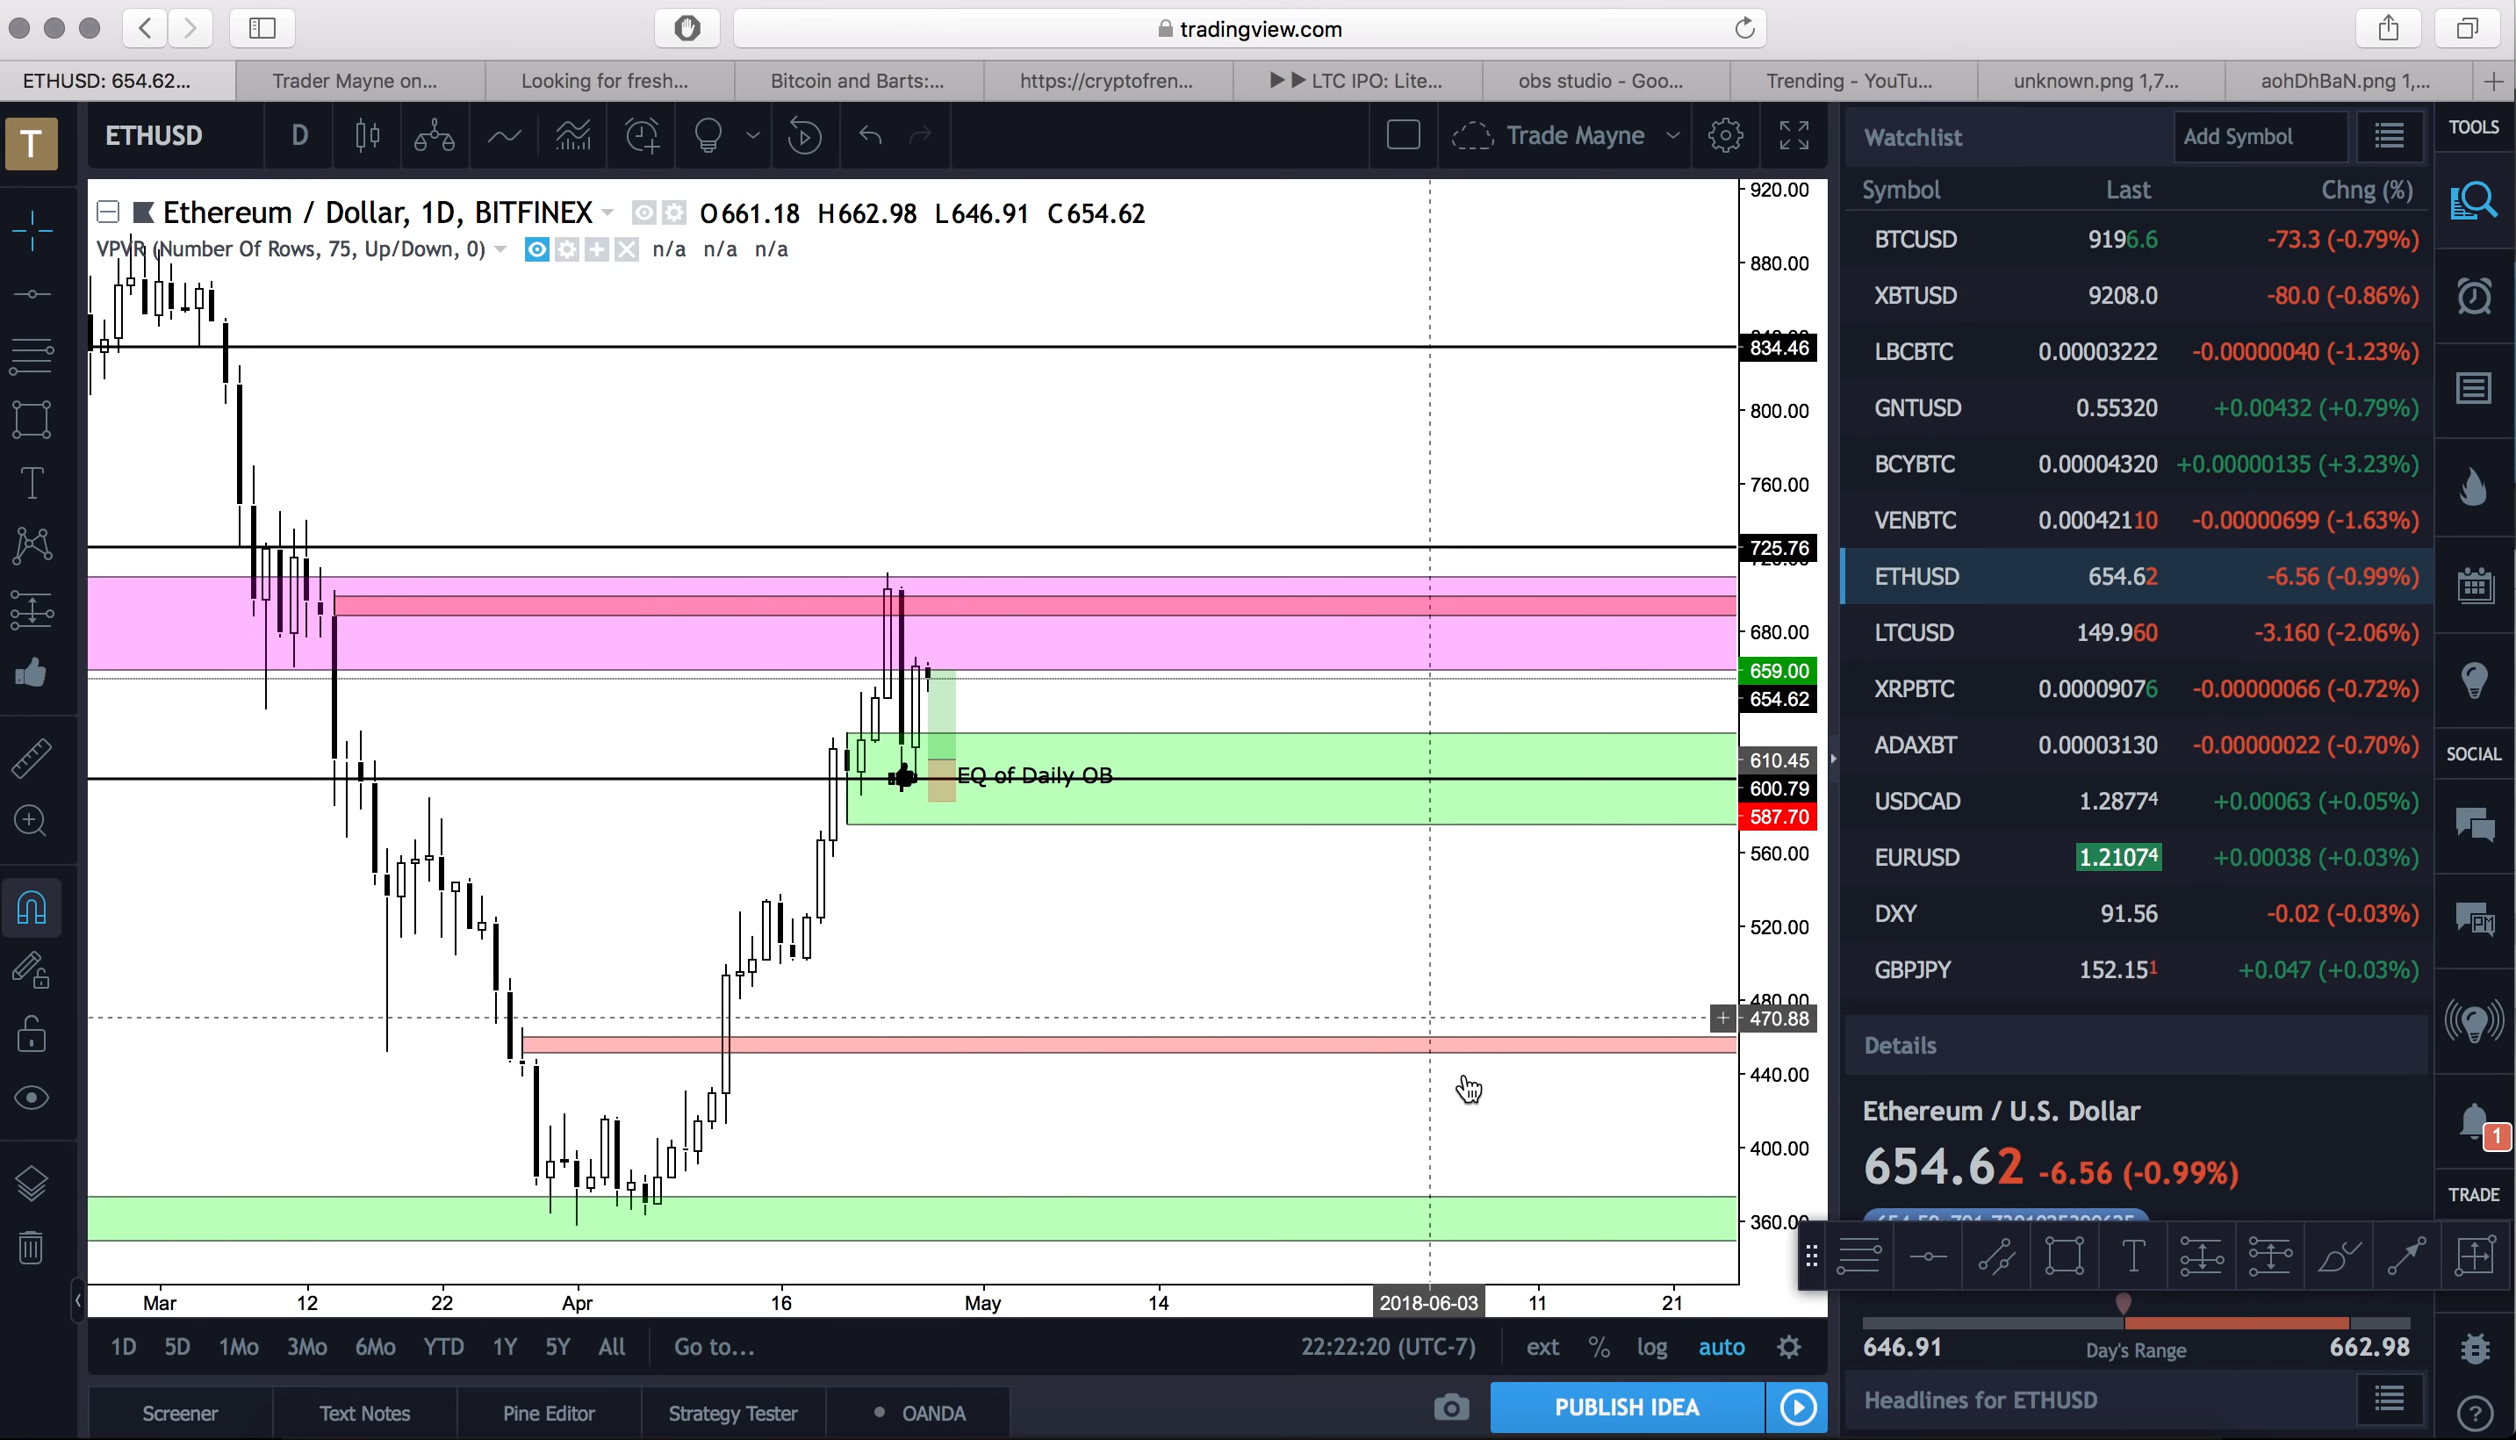 tradingview.com
ETHUSD: 654.62...
Trader Mayne on...
Looking for fresh...
Bitcoin and Barts:...
https://cryptofren...
▶▶ LTC IPO: Lite...
obs studio - Goo...
Trending - YouTu...
unknown.png 1,7...
aohDhBaN.png 1,...
T
ETHUSD
D
Trade Mayne
Ethereum / Dollar, 1D, BITFINEX
O661.18 H662.98 L646.91 C654.62
VPVR (Number Of Rows, 75, Up/Down, 0)
n/a n/a n/a
920.00
880.00
834.46
800.00
760.00
725.76
680.00
659.00
654.62
610.45
600.79
587.70
560.00
520.00
480.00
470.88
440.00
400.00
360.00
EQ of Daily OB
Mar 12 22 Apr 16 May 14 2018-06-03 11 21
1D 5D 1Mo 3Mo 6Mo YTD 1Y 5Y All Go to...
22:22:20 (UTC-7) ext % log auto
Screener
Text Notes
Pine Editor
Strategy Tester
OANDA
PUBLISH IDEA
Watchlist
Add Symbol
Symbol Last Chng (%)
BTCUSD 9196.6 -73.3 (-0.79%)
XBTUSD 9208.0 -80.0 (-0.86%)
LBCBTC 0.00003222 -0.00000040 (-1.23%)
GNTUSD 0.55320 +0.00432 (+0.79%)
BCYBTC 0.00004320 +0.00000135 (+3.23%)
VENBTC 0.00042110 -0.00000699 (-1.63%)
ETHUSD 654.62 -6.56 (-0.99%)
LTCUSD 149.960 -3.160 (-2.06%)
XRPBTC 0.00009076 -0.00000066 (-0.72%)
ADAXBT 0.00003130 -0.00000022 (-0.70%)
USDCAD 1.28774 +0.00063 (+0.05%)
EURUSD 1.21074 +0.00038 (+0.03%)
DXY 91.56 -0.02 (-0.03%)
GBPJPY 152.151 +0.047 (+0.03%)
Details
Ethereum / U.S. Dollar
654.62 -6.56 (-0.99%)
646.91 Day's Range 662.98
Headlines for ETHUSD
TOOLS
SOCIAL
1
TRADE